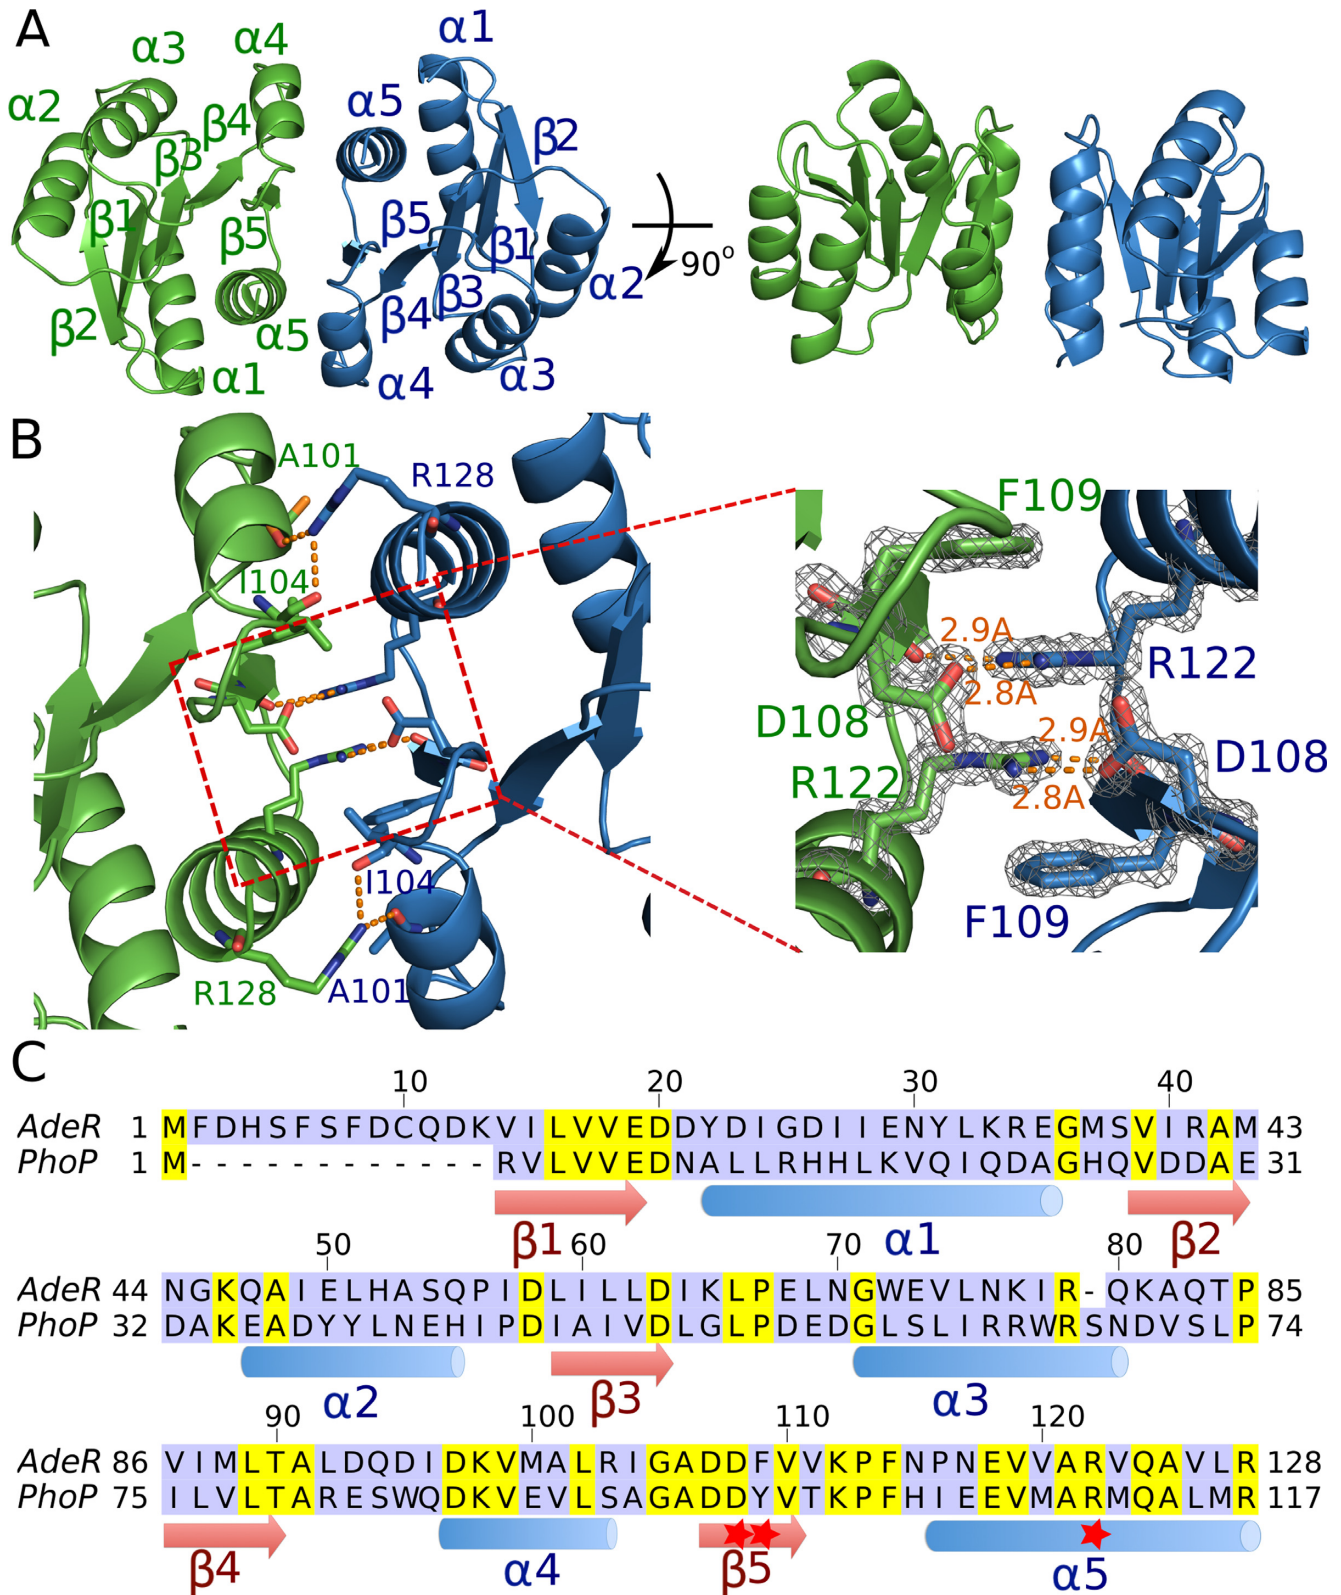 A
α1
α4
α3
α5
α2
β4
β2
β3
β1
β5
β5
β1
90°
α2
β3
β4
β2
α5
α3
α1
α4
B
A101
R128
F109
I104
2.9A
R122
2.8A
D108
2.9A
D108
R122
2.8A
I104
F109
R128
A101
C
10 20 30 40
AdeR 1 MFDHSFSFDCQDKVILVVEDDYDIGDIIENYLKREGMSVIRAM 43
PhoP 1 M------------RVLVVEDNALLRHHLKVQIQDAGHQVDDAE 31
β1 α1 β2
50 60 70 80
AdeR 44 NGKQAIELHASQPIDLILLDIKLPELNGWEVLNKIR-QKAQTP 85
PhoP 32 DAKEADYYLNEHIPDIAIVDLGLPDEDGLSLIRRWRSNDVSLP 74
α2 β3 α3
90 100 110 120
AdeR 86 VIMLTALDQDIDKVMALRIGADDFVVKPFNPNEVVARVQAVLR 128
PhoP 75 ILVLTARESWQDKVEVLSAGADDYVTKPFHIEEVMARMQALMR 117
β4 α4 β5 α5